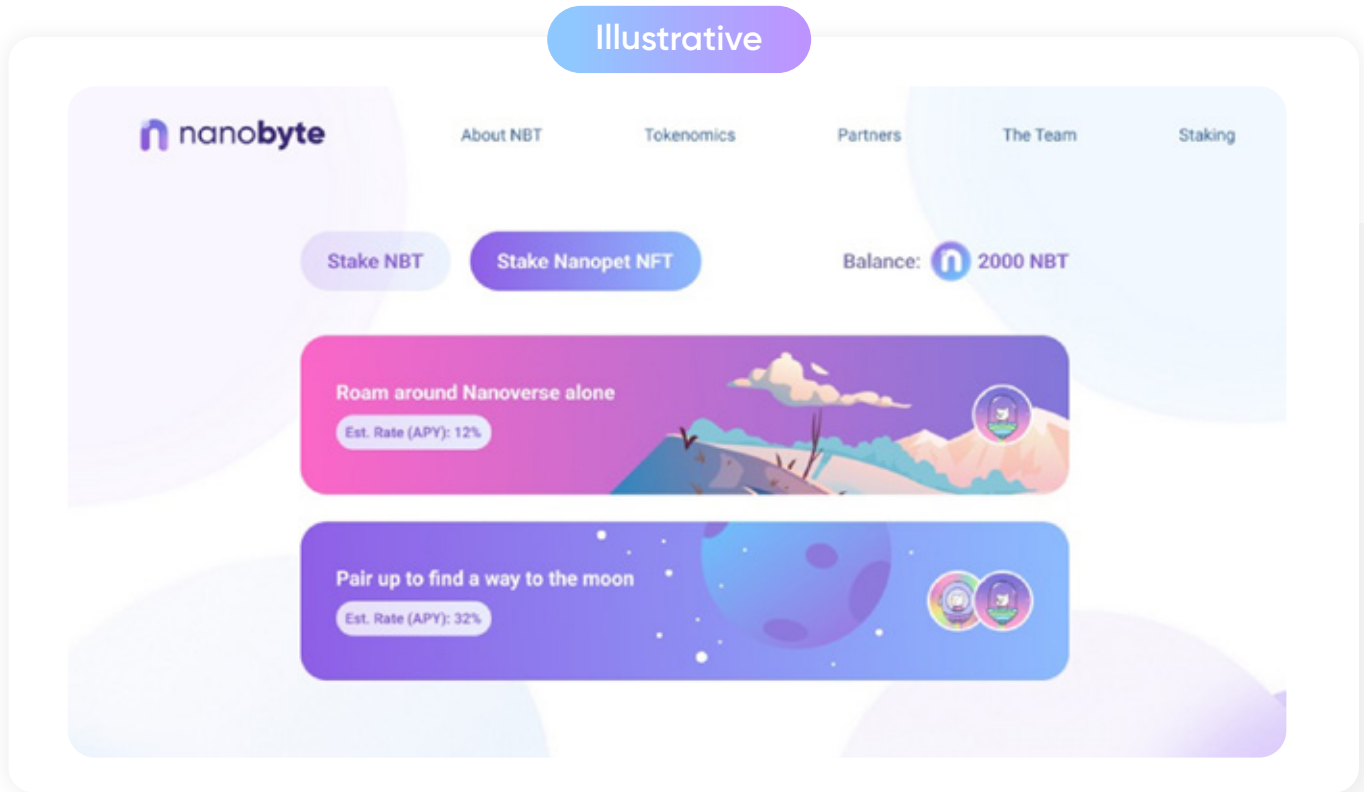 Illustrative
nanobyte
About NBT
Tokenomics
Partners
The Team
Staking
Stake NBT
Stake Nanopet NFT
Balance: 2000 NBT
Roam around Nanoverse alone
Est. Rate (APY): 12%
Pair up to find a way to the moon
Est. Rate (APY): 32%